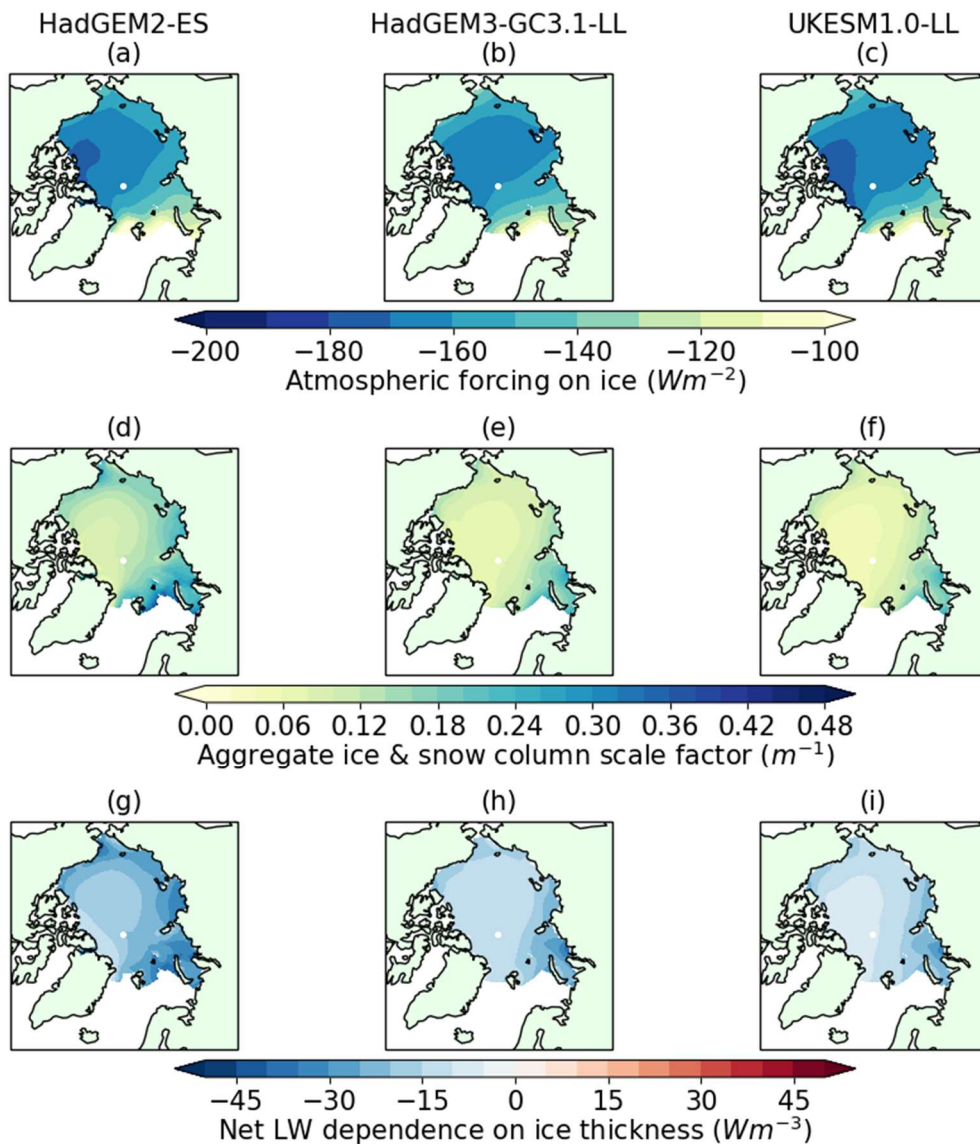 HadGEM2-ES HadGEM3-GC3.1-LL UKESM1.0-LL
(a) (b) (c)
−200 −180 −160 −140 −120 −100
Atmospheric forcing on ice (Wm⁻²)
(d) (e) (f)
0.00 0.06 0.12 0.18 0.24 0.30 0.36 0.42 0.48
Aggregate ice & snow column scale factor (m⁻¹)
(g) (h) (i)
−45 −30 −15 0 15 30 45
Net LW dependence on ice thickness (Wm⁻³)